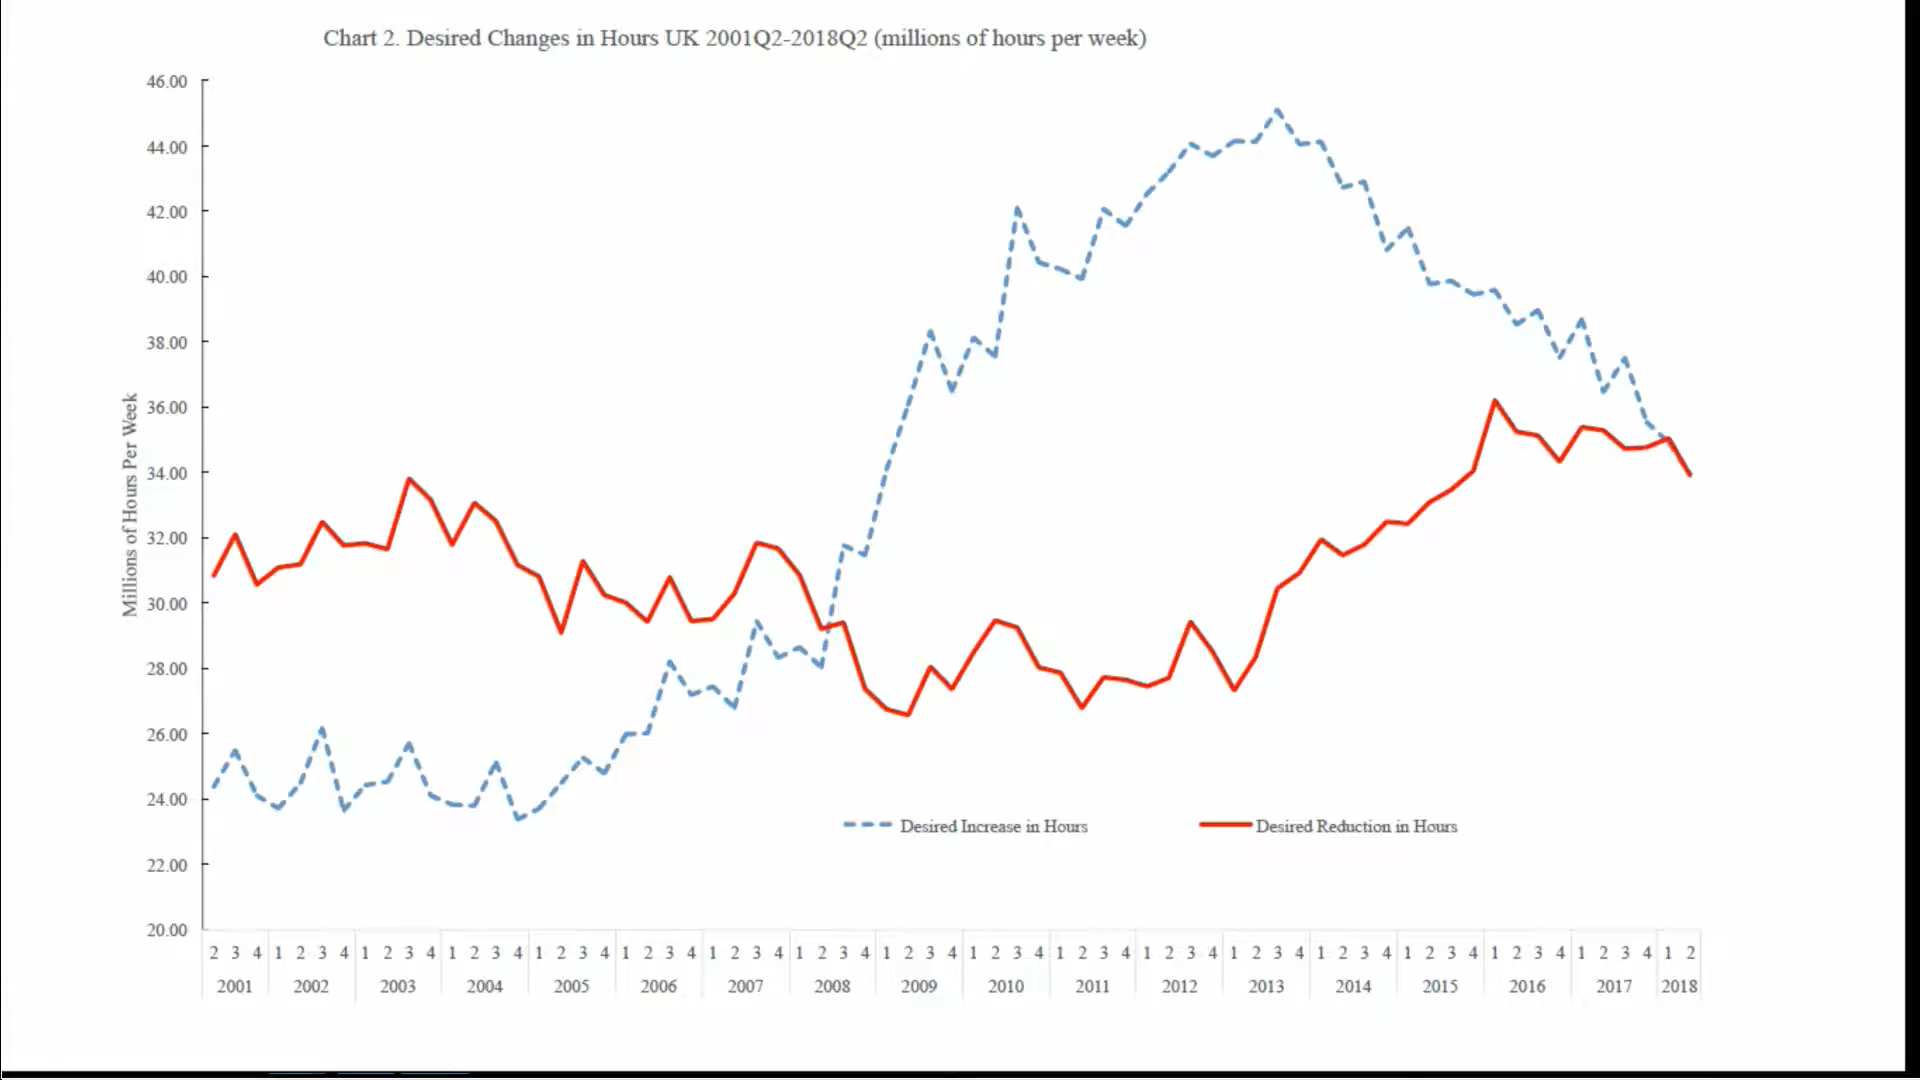 Chart 2. Desired Changes in Hours UK 2001Q2-2018Q2 (millions of hours per week)
46.00
44.00
42.00
40.00
38.00
36.00
34.00
32.00
30.00
28.00
26.00
24.00
22.00
20.00
Millions of Hours Per Week
Desired Increase in Hours
Desired Reduction in Hours
2 3 4 1 2 3 4 1 2 3 4 1 2 3 4 1 2 3 4 1 2 3 4 1 2 3 4 1 2 3 4 1 2 3 4 1 2 3 4 1 2 3 4 1 2 3 4 1 2 3 4 1 2 3 4 1 2 3 4 1 2 3 4 1 2 3 4 1 2
2001 2002 2003 2004 2005 2006 2007 2008 2009 2010 2011 2012 2013 2014 2015 2016 2017 2018